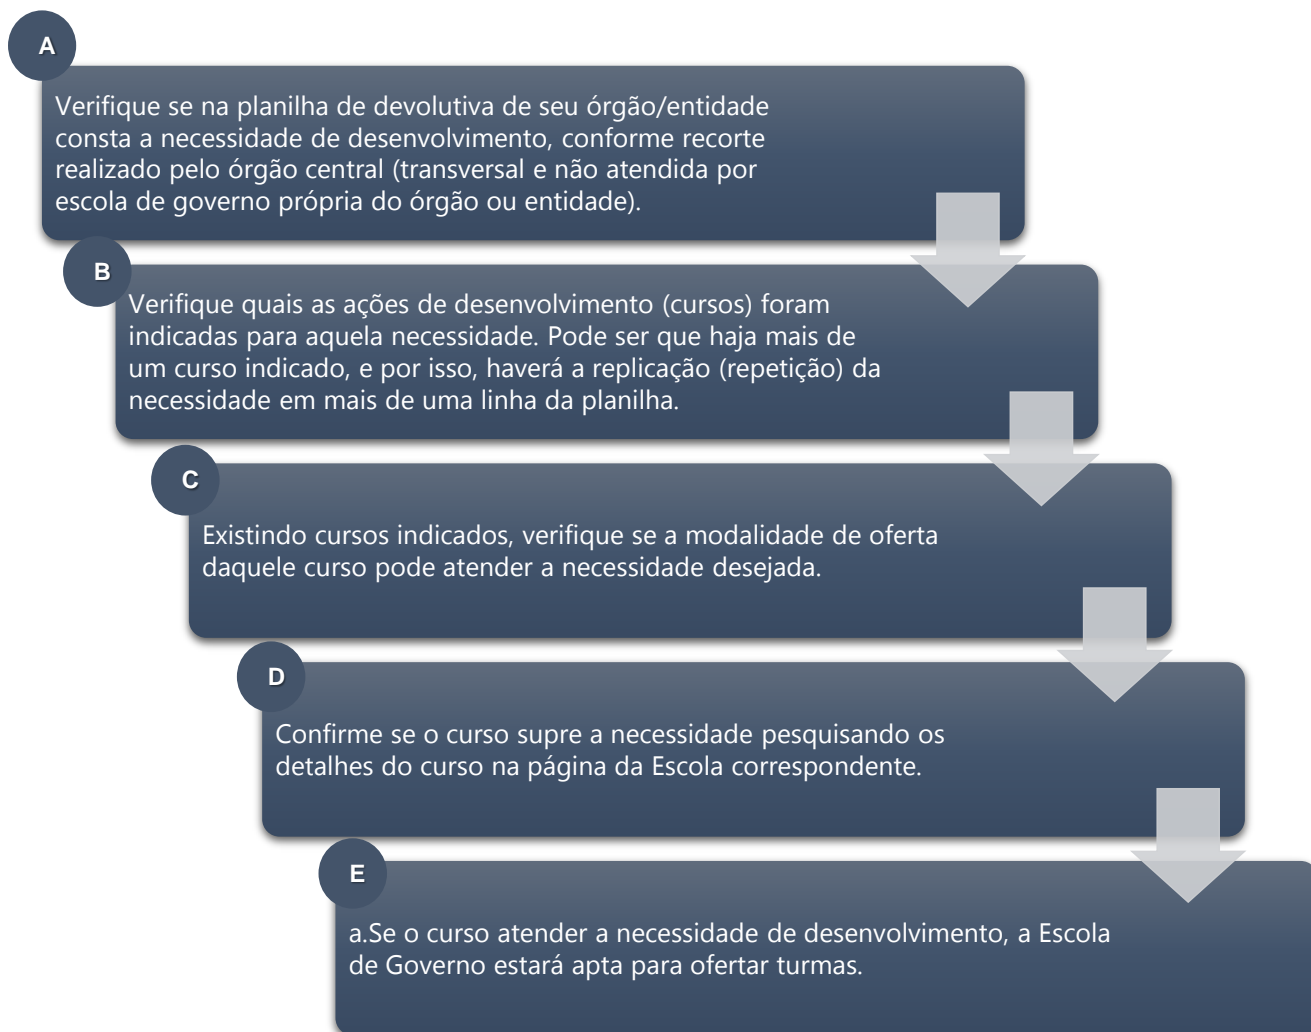 A
Verifique se na planilha de devolutiva de seu órgão/entidade
consta a necessidade de desenvolvimento, conforme recorte
realizado pelo órgão central (transversal e não atendida por
escola de governo própria do órgão ou entidade).
B
Verifique quais as ações de desenvolvimento (cursos) foram
indicadas para aquela necessidade. Pode ser que haja mais de
um curso indicado, e por isso, haverá a replicação (repetição) da
necessidade em mais de uma linha da planilha.
C
Existindo cursos indicados, verifique se a modalidade de oferta
daquele curso pode atender a necessidade desejada.
D
Confirme se o curso supre a necessidade pesquisando os
detalhes do curso na página da Escola correspondente.
E
a.Se o curso atender a necessidade de desenvolvimento, a Escola
de Governo estará apta para ofertar turmas.